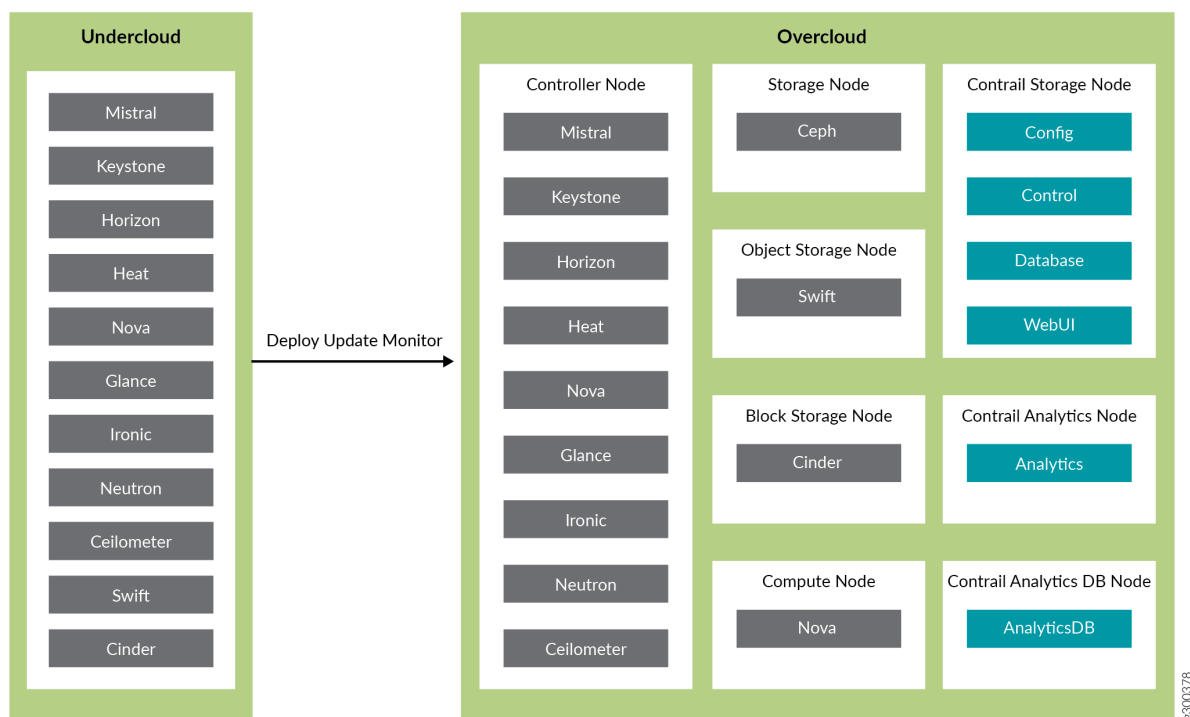 Undercloud
Mistral
Keystone
Horizon
Heat
Nova
Glance
Ironic
Neutron
Ceilometer
Swift
Cinder
Deploy Update Monitor
Overcloud
Controller Node
Mistral
Keystone
Horizon
Heat
Nova
Glance
Ironic
Neutron
Ceilometer
Storage Node
Ceph
Object Storage Node
Swift
Block Storage Node
Cinder
Compute Node
Nova
Contrail Storage Node
Config
Control
Database
WebUI
Contrail Analytics Node
Analytics
Contrail Analytics DB Node
AnalyticsDB